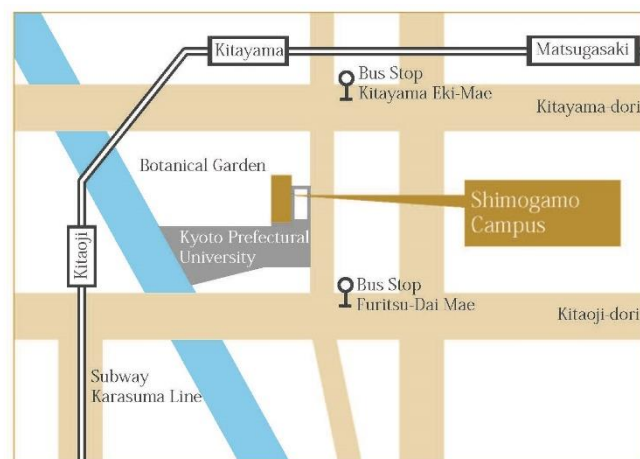 Kitayama
Matsugasaki
Bus Stop
Kitayama Eki-Mae
Kitayama-dori
Botanical Garden
Shimogamo
Campus
Kyoto Prefectural
University
Kitaoji
Bus Stop
Furitsu-Dai Mae
Kitaoji-dori
Subway
Karasuma Line